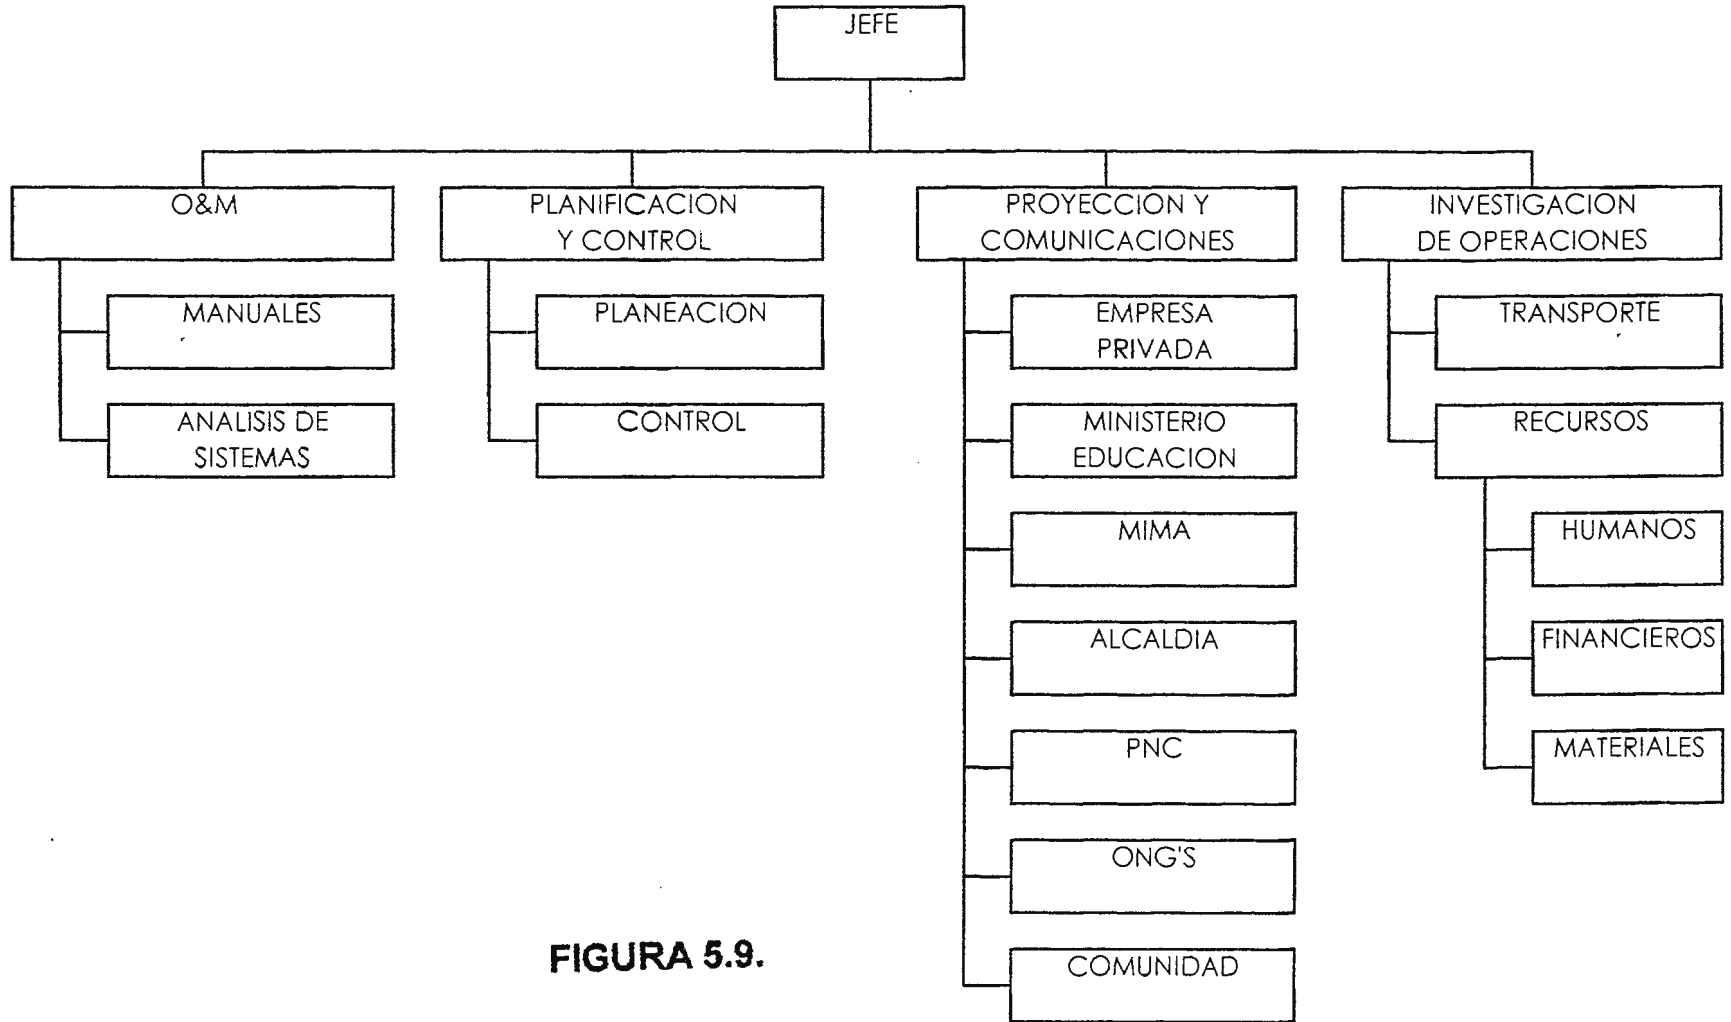 JEFE
O&M
PLANIFICACION
Y CONTROL
PROYECCION Y
COMUNICACIONES
INVESTIGACION
DE OPERACIONES
MANUALES
ANALISIS DE
SISTEMAS
PLANEACION
CONTROL
EMPRESA
PRIVADA
MINISTERIO
EDUCACION
MIMA
ALCALDIA
PNC
ONG'S
COMUNIDAD
TRANSPORTE
RECURSOS
HUMANOS
FINANCIEROS
MATERIALES
FIGURA 5.9.